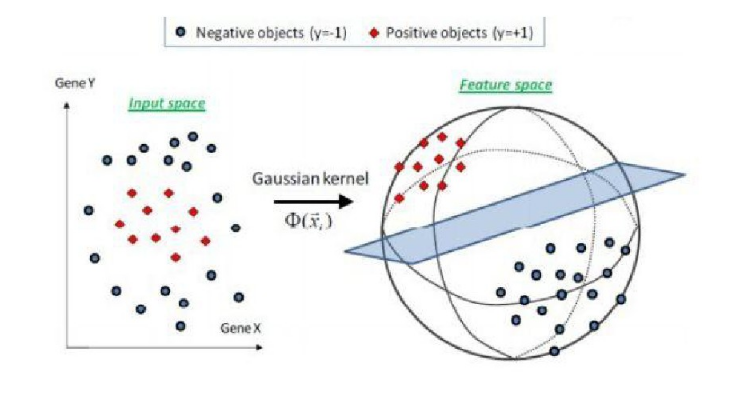 Negative objects (y=-1) Positive objects (y=+1)
Gene Y
Input space
Feature space
Gaussian kernel
Φ(x⃗ᵢ)
Gene X